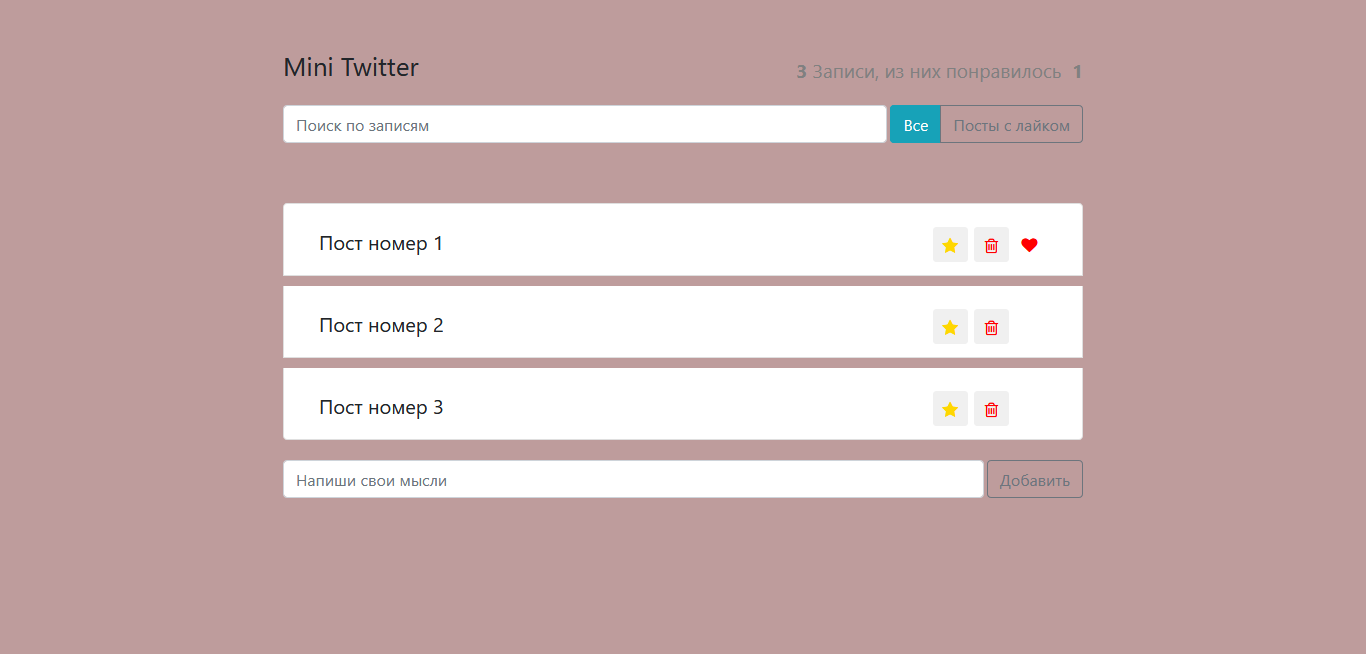 Mini Twitter
3 Записи, из них понравилось 1
Поиск по записям
Все
Посты с лайком
Пост номер 1
Пост номер 2
Пост номер 3
Напиши свои мысли
Добавить